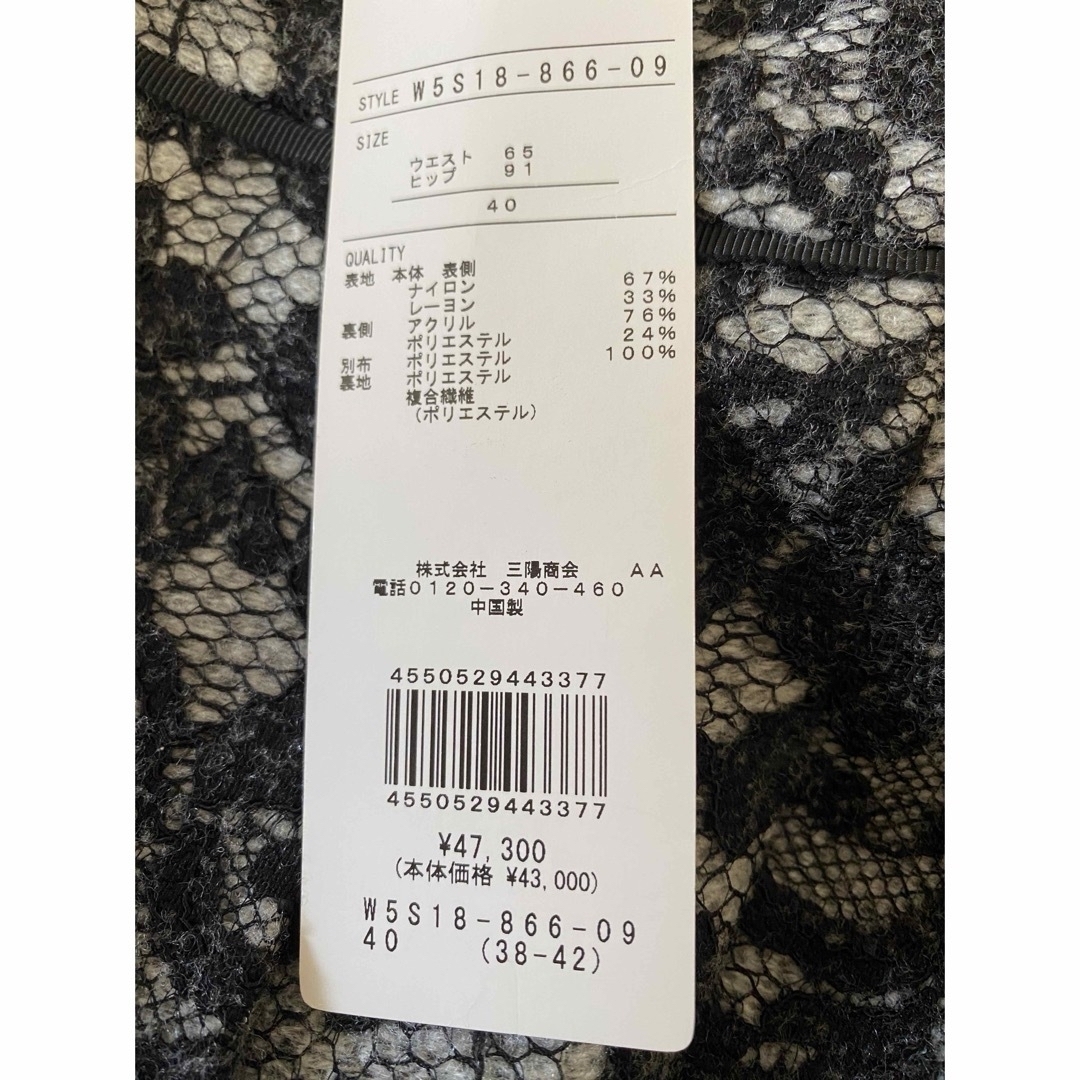 STYLE W5S18-866-09
SIZE
ウエスト 65
ヒップ 91
40
QUALITY
表地 本体 表側
ナイロン 67%
レーヨン 33%
裏側 アクリル 76%
ポリエステル 24%
別布 ポリエステル 100%
裏地 ポリエステル
複合繊維
(ポリエステル)
株式会社 三陽商会 AA
電話0120-340-460
中国製
4550529443377
4550529443377
¥47,300
(本体価格 ¥43,000)
W5S18-866-09
40 (38-42)